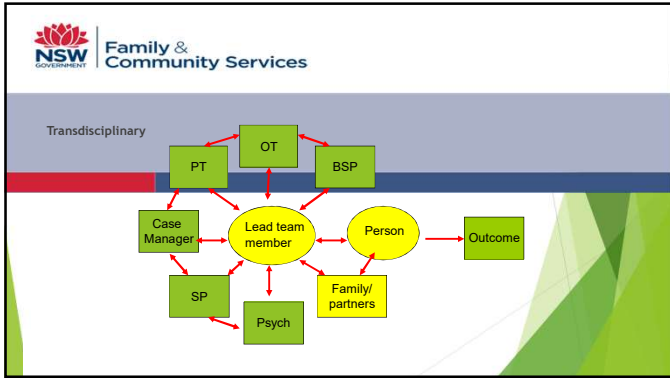 NSW
GOVERNMENT
Family &
Community Services
Transdisciplinary
OT
PT
BSP
Case
Manager
Lead team
member
Person
Outcome
SP
Family/
partners
Psych